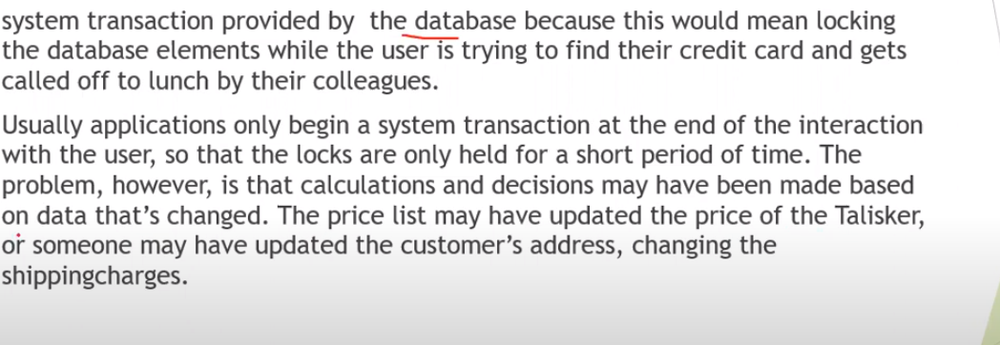 system transaction provided by the database because this would mean locking
the database elements while the user is trying to find their credit card and gets
called off to lunch by their colleagues.
Usually applications only begin a system transaction at the end of the interaction
with the user, so that the locks are only held for a short period of time. The
problem, however, is that calculations and decisions may have been made based
on data that’s changed. The price list may have updated the price of the Talisker,
or someone may have updated the customer’s address, changing the
shippingcharges.